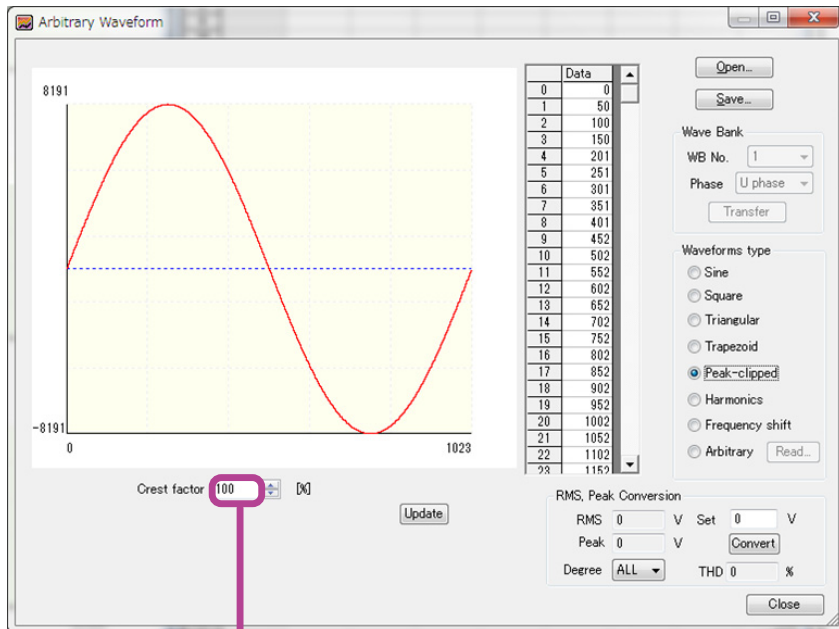 Arbitrary Waveform
8191
-8191
0 1023
Crest factor 100 [%]
Update
Data
0 0
1 50
2 100
3 150
4 201
5 251
6 301
7 351
8 401
9 452
10 502
11 552
12 602
13 652
14 702
15 752
16 802
17 852
18 902
19 952
20 1002
21 1052
22 1102
23 1152
Open...
Save...
Wave Bank
WB No. 1
Phase U phase
Transfer
Waveforms type
Sine
Square
Triangular
Trapezoid
Peak-clipped
Harmonics
Frequency shift
Arbitrary Read...
RMS, Peak Conversion
RMS 0 V Set 0 V
Peak 0 V Convert
Degree ALL THD 0 %
Close